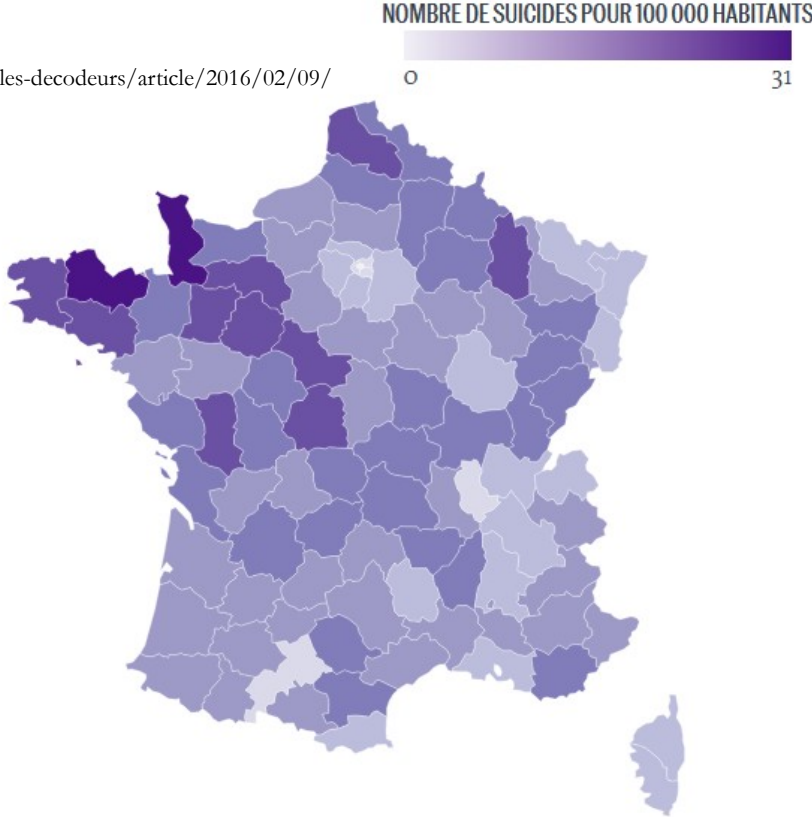 NOMBRE DE SUICIDES POUR 100 000 HABITANTS
les-decodeurs/article/2016/02/09/
0
31